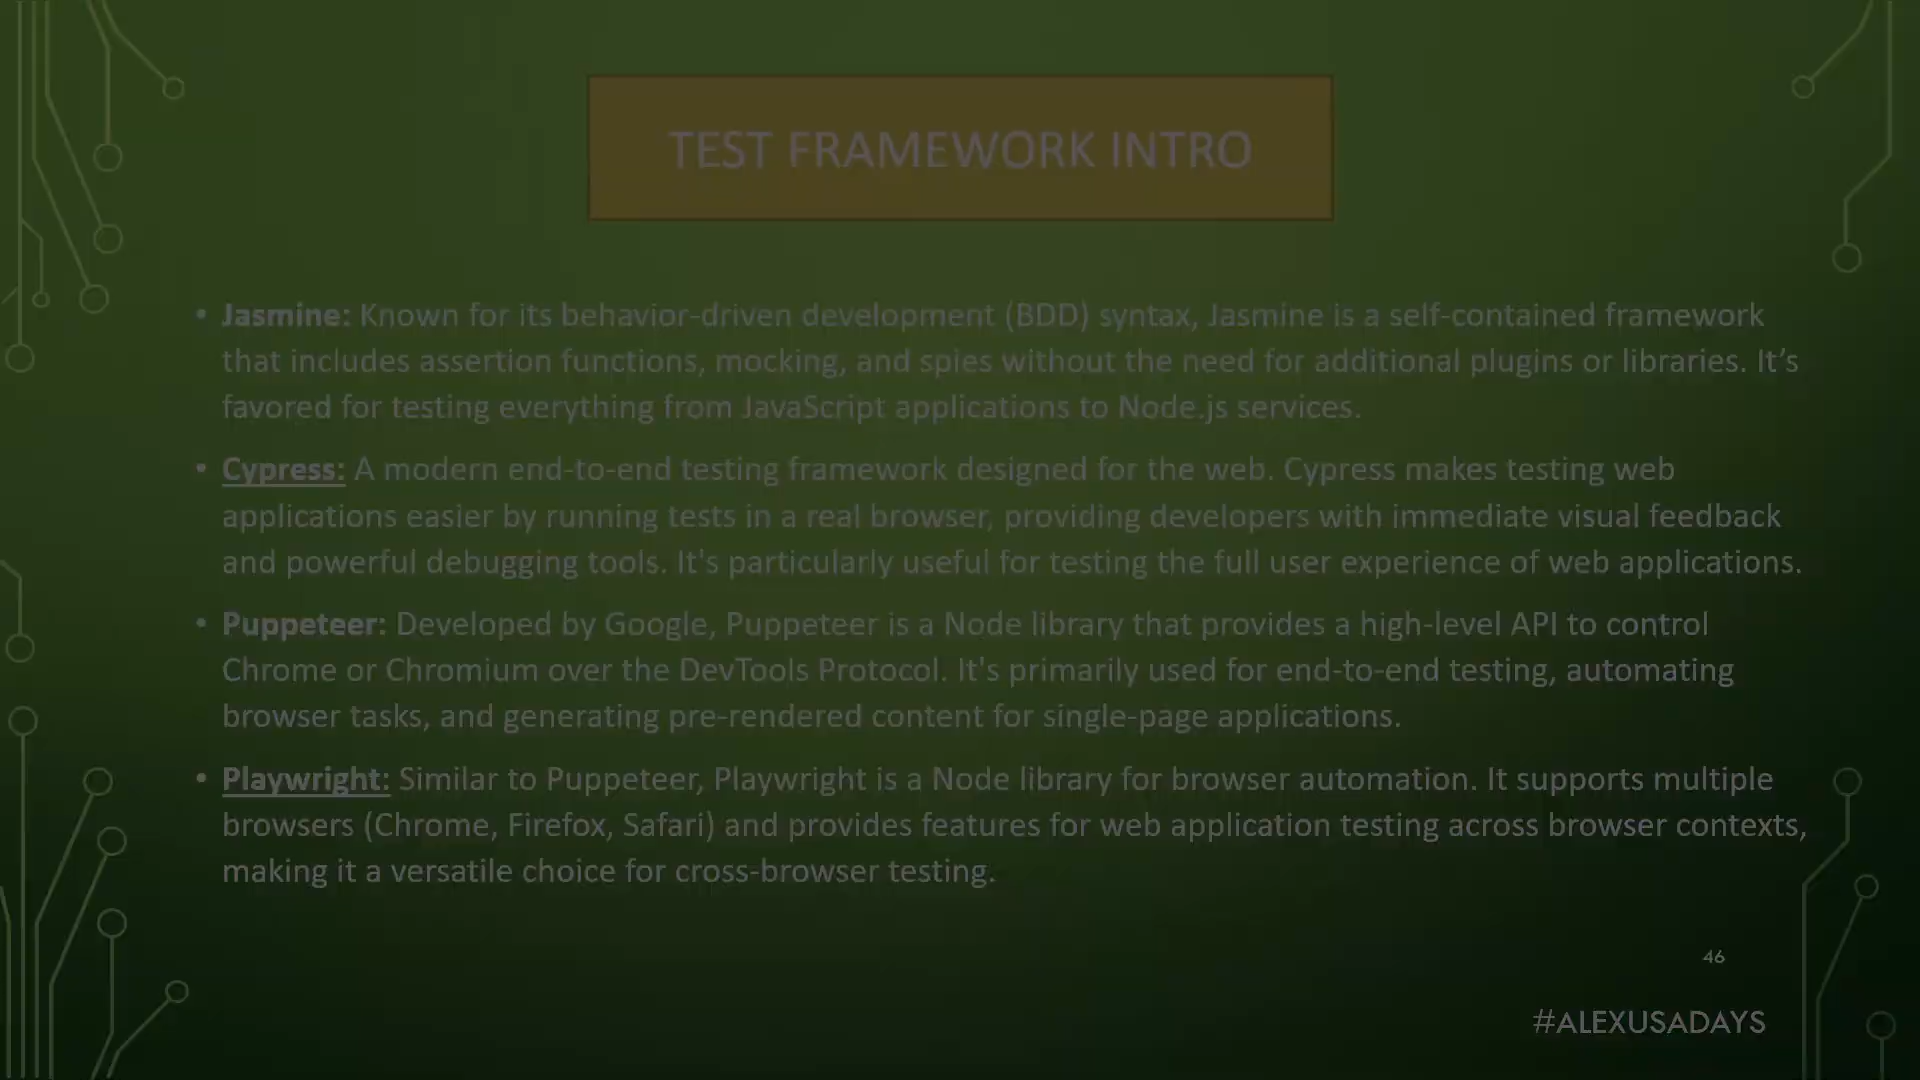 TEST FRAMEWORK INTRO
• Jasmine: Known for its behavior-driven development (BDD) syntax, Jasmine is a self-contained framework
that includes assertion functions, mocking, and spies without the need for additional plugins or libraries. It’s
favored for testing everything from JavaScript applications to Node.js services.
• Cypress: A modern end-to-end testing framework designed for the web. Cypress makes testing web
applications easier by running tests in a real browser, providing developers with immediate visual feedback
and powerful debugging tools. It's particularly useful for testing the full user experience of web applications.
• Puppeteer: Developed by Google, Puppeteer is a Node library that provides a high-level API to control
Chrome or Chromium over the DevTools Protocol. It's primarily used for end-to-end testing, automating
browser tasks, and generating pre-rendered content for single-page applications.
• Playwright: Similar to Puppeteer, Playwright is a Node library for browser automation. It supports multiple
browsers (Chrome, Firefox, Safari) and provides features for web application testing across browser contexts,
making it a versatile choice for cross-browser testing.
46
#ALEXUSADAYS